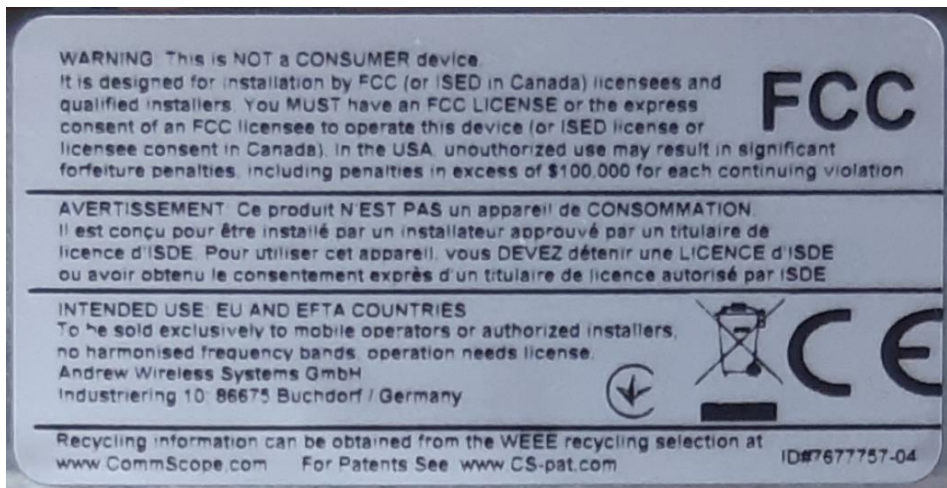 WARNING: This is NOT a CONSUMER device.
It is designed for installation by FCC (or ISED in Canada) licensees and
qualified installers. You MUST have an FCC LICENSE or the express
consent of an FCC licensee to operate this device (or ISED license or
licensee consent in Canada). In the USA, unouthorized use may result in significant
forfeiture penalties, including penalties in excess of $100,000 for each continuing violation.
FCC
AVERTISSEMENT: Ce produit N'EST PAS un appareil de CONSOMMATION.
Il est conçu pour être installé par un installateur approuvé par un titulaire de
licence d'ISDE. Pour utiliser cet appareil, vous DEVEZ détenir une LICENCE d'ISDE
ou avoir obtenu le consentement exprès d'un titulaire de licence autorisé par ISDE
INTENDED USE: EU AND EFTA COUNTRIES
To be sold exclusively to mobile operators or authorized installers,
no harmonised frequency bands, operation needs license.
Andrew Wireless Systems GmbH
Industriering 10; 86675 Buchdorf / Germany
CE
Recycling information can be obtained from the WEEE recycling selection at
www.CommScope.com For Patents See www.CS-pat.com
ID#7677757-04